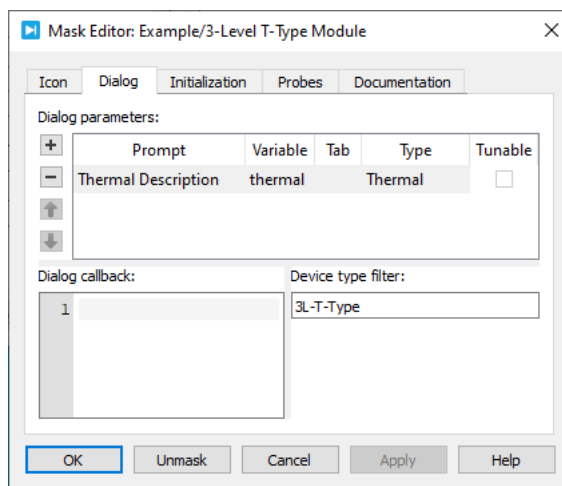 Mask Editor: Example/3-Level T-Type Module
Icon Dialog Initialization Probes Documentation
Dialog parameters:
Prompt Variable Tab Type Tunable
Thermal Description thermal Thermal
Dialog callback: Device type filter:
1 3L-T-Type
OK Unmask Cancel Apply Help